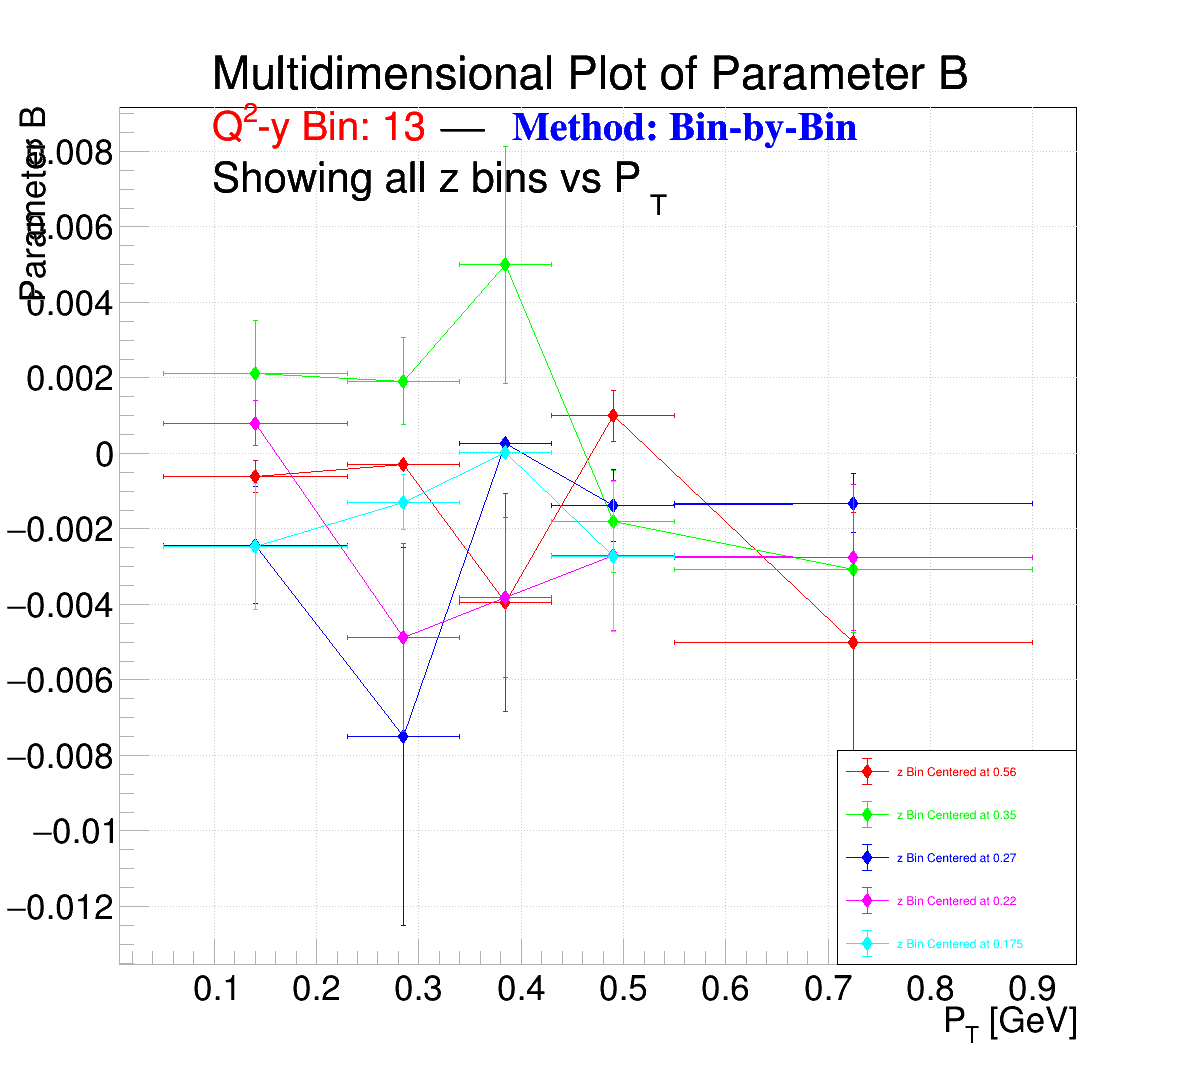 Multidimensional Plot of Parameter B
Q²-y Bin: 13 — Method: Bin-by-Bin
Showing all z bins vs P_T
Parameter B
0.008
0.006
0.004
0.002
0
−0.002
−0.004
−0.006
−0.008
−0.01
−0.012
z Bin Centered at 0.56
z Bin Centered at 0.35
z Bin Centered at 0.27
z Bin Centered at 0.22
z Bin Centered at 0.175
0.1 0.2 0.3 0.4 0.5 0.6 0.7 0.8 0.9
P_T [GeV]